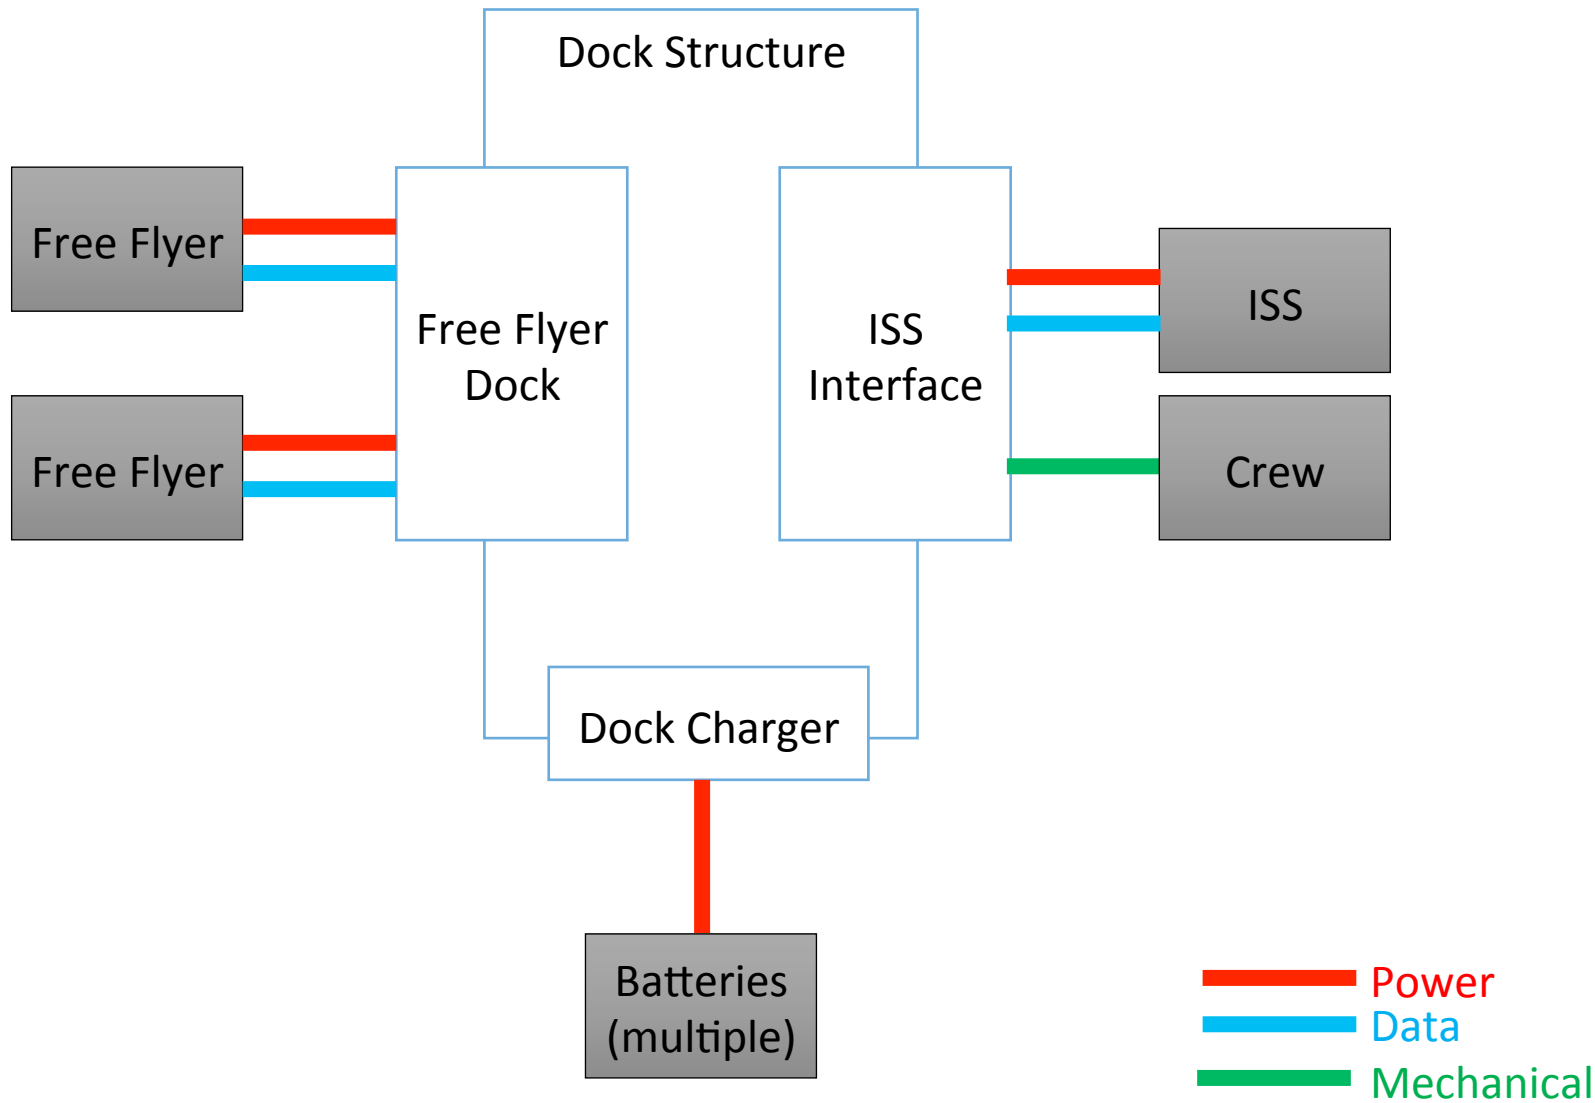 Dock Structure
Free Flyer
Free Flyer
Free Flyer
Dock
ISS
Interface
ISS
Crew
Dock Charger
Batteries
(multiple)
Power
Data
Mechanical